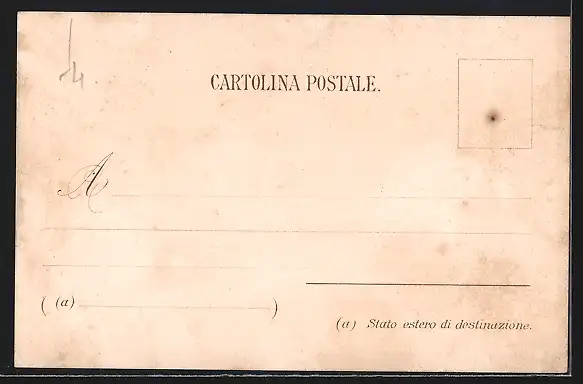 CARTOLINA POSTALE.
A
( (a) )
(a) Stato estero di destinazione.